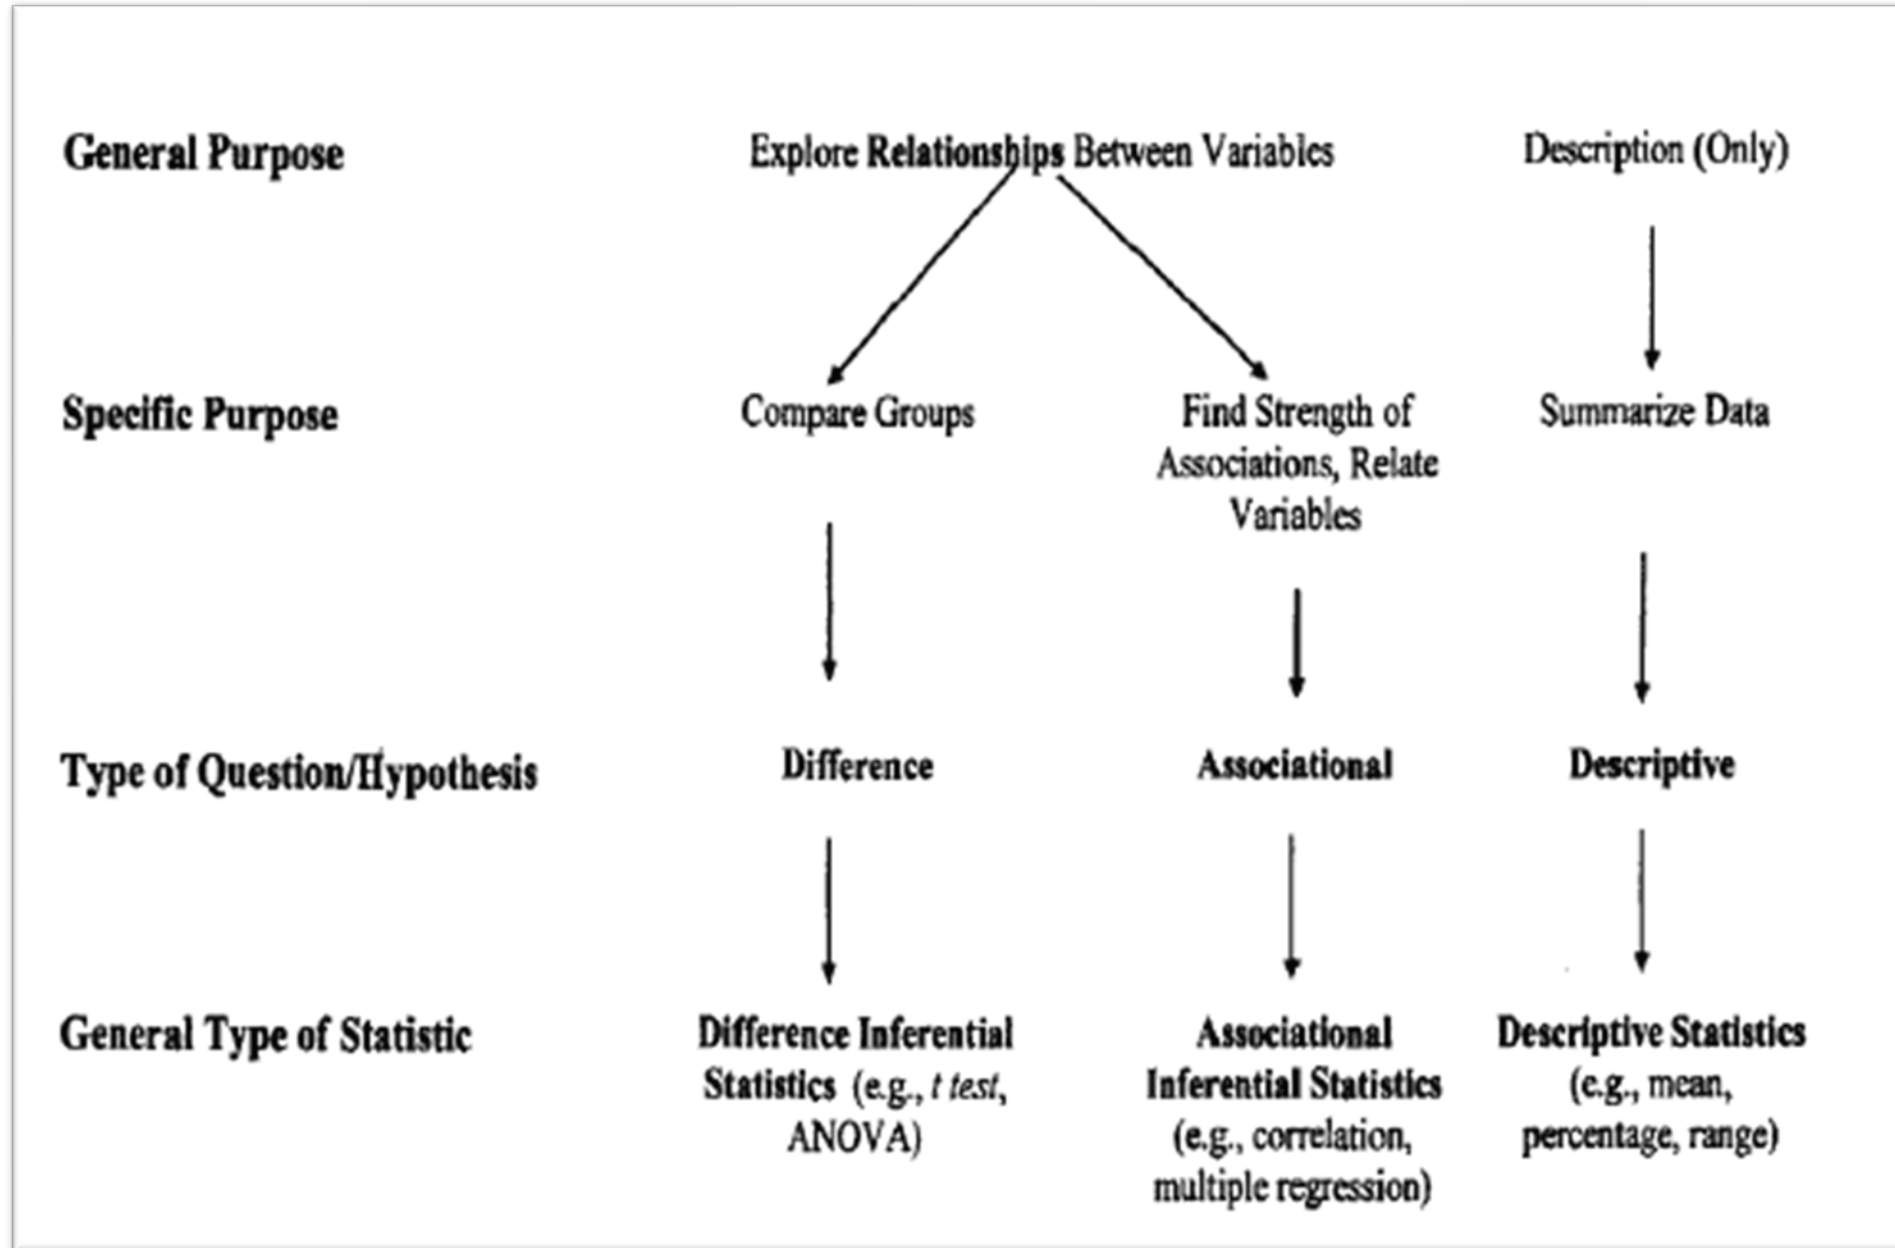 General Purpose
Explore Relationships Between Variables
Description (Only)
Specific Purpose
Compare Groups
Find Strength of
Associations, Relate
Variables
Summarize Data
Type of Question/Hypothesis
Difference
Associational
Descriptive
General Type of Statistic
Difference Inferential
Statistics (e.g., t test,
ANOVA)
Associational
Inferential Statistics
(e.g., correlation,
multiple regression)
Descriptive Statistics
(e.g., mean,
percentage, range)